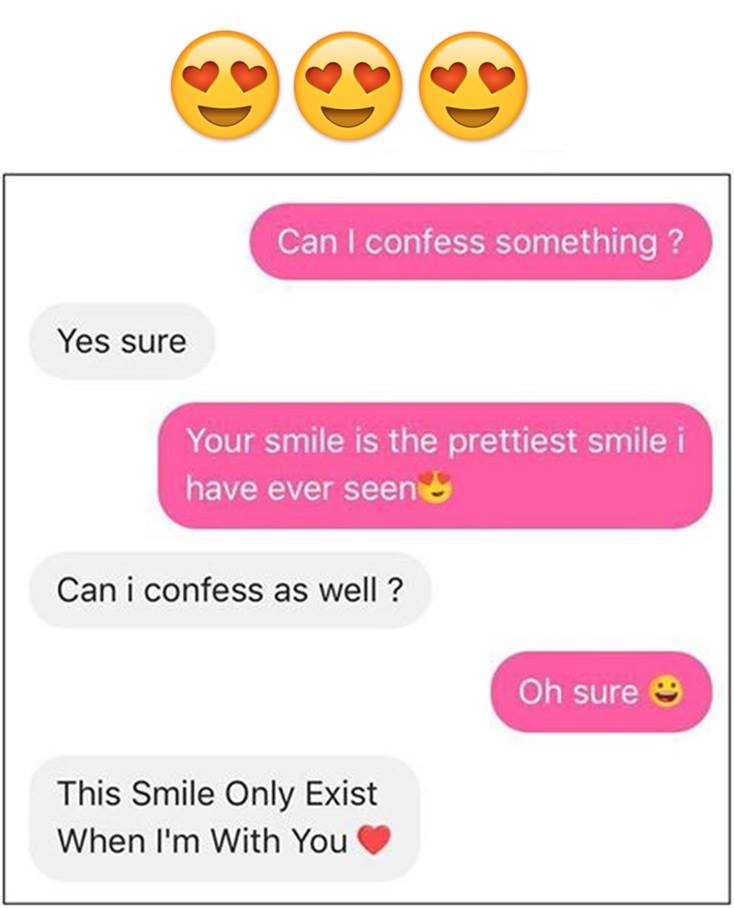 Can I confess something ?
Yes sure
Your smile is the prettiest smile i
have ever seen😍
Can i confess as well ?
Oh sure 😀
This Smile Only Exist
When I'm With You ❤️